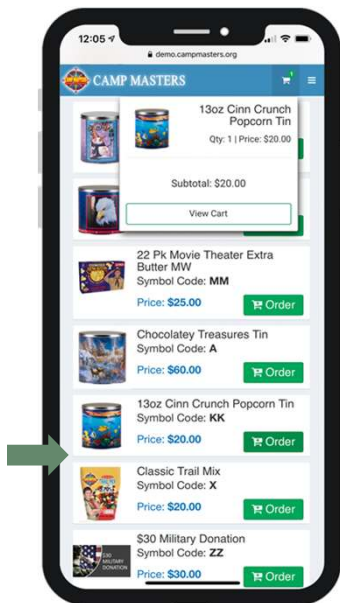 12:05
demo.campmasters.org
CAMP MASTERS
13oz Cinn Crunch
Popcorn Tin
Qty: 1 | Price: $20.00
Subtotal: $20.00
View Cart
22 Pk Movie Theater Extra
Butter MW
Symbol Code: MM
Price: $25.00
Order
Chocolatey Treasures Tin
Symbol Code: A
Price: $60.00
Order
13oz Cinn Crunch Popcorn Tin
Symbol Code: KK
Price: $20.00
Order
Classic Trail Mix
Symbol Code: X
Price: $20.00
Order
$30 Military Donation
Symbol Code: ZZ
$30
MILITARY
DONATION
Price: $30.00
Order